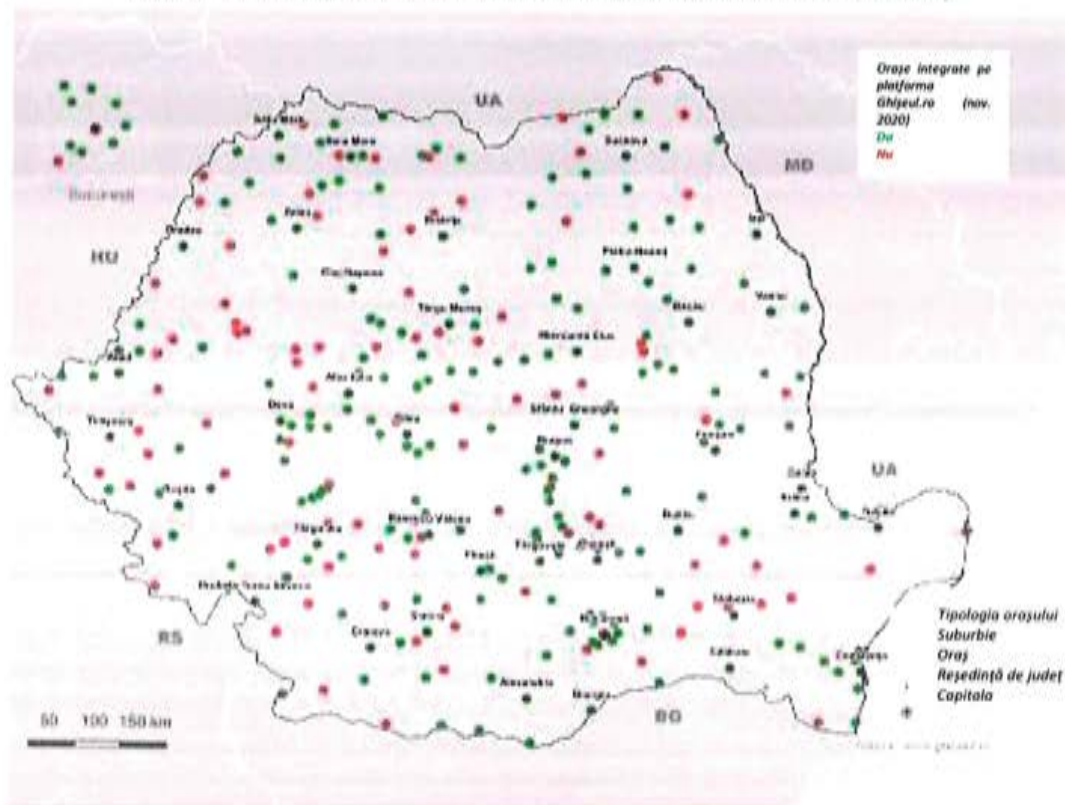 UA
Orașe integrate pe
platforma
Ghișeul.ro (nov.
2020)
Da
Nu
București
Satu Mare
Baia Mare
Botoșani
MD
Zalău
Bistrița
Iași
Oradea
HU
Piatra-Neamț
Cluj-Napoca
Vaslui
Târgu Mureș
Bacău
Miercurea Ciuc
Arad
Alba Iulia
Deva
Sibiu
Sfântu Gheorghe
Timișoara
Brașov
Focșani
Galați
UA
Reșița
Brăila
Tulcea
Târgu Jiu
Râmnicu Vâlcea
Buzău
Târgoviște
Ploiești
Pitești
Drobeta-Turnu Severin
Slobozia
Tipologia orașului
Slatina
RS
Suburbie
Craiova
Oraș
Călărași
Constanța
Reședință de județ
Alexandria
Capitala
Giurgiu
BG
50 100 150 km